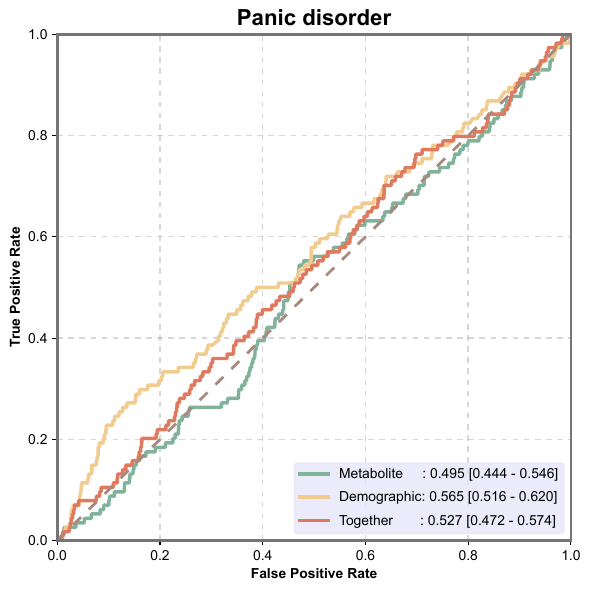 Panic disorder
True Positive Rate
1.0
0.8
0.6
0.4
0.2
0.0
Metabolite : 0.495 [0.444 - 0.546]
Demographic: 0.565 [0.516 - 0.620]
Together : 0.527 [0.472 - 0.574]
0.0 0.2 0.4 0.6 0.8 1.0
False Positive Rate